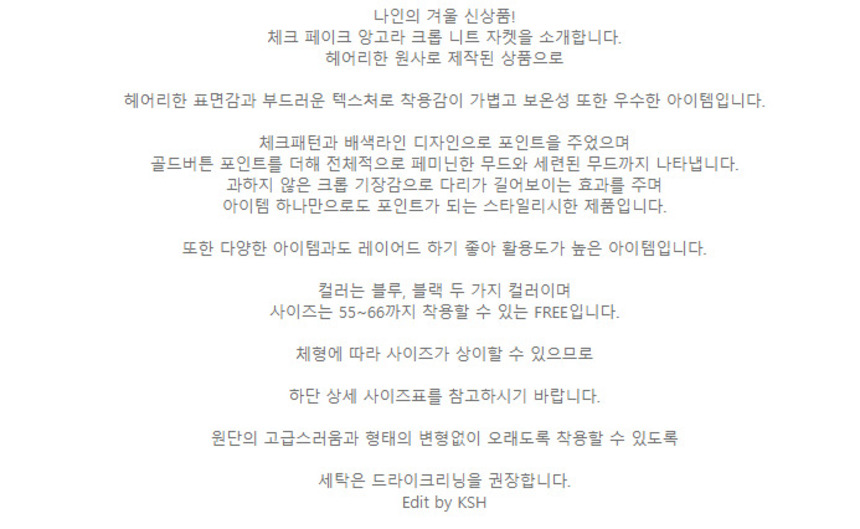 나인의 겨울 신상품!
체크 페이크 앙고라 크롭 니트 자켓을 소개합니다.
헤어리한 원사로 제작된 상품으로
헤어리한 표면감과 부드러운 텍스처로 착용감이 가볍고 보온성 또한 우수한 아이템입니다.
체크패턴과 배색라인 디자인으로 포인트를 주었으며
골드버튼 포인트를 더해 전체적으로 페미닌한 무드와 세련된 무드까지 나타냅니다.
과하지 않은 크롭 기장감으로 다리가 길어보이는 효과를 주며
아이템 하나만으로도 포인트가 되는 스타일리시한 제품입니다.
또한 다양한 아이템과도 레이어드 하기 좋아 활용도가 높은 아이템입니다.
컬러는 블루, 블랙 두 가지 컬러이며
사이즈는 55~66까지 착용할 수 있는 FREE입니다.
체형에 따라 사이즈가 상이할 수 있으므로
하단 상세 사이즈표를 참고하시기 바랍니다.
원단의 고급스러움과 형태의 변형없이 오래도록 착용할 수 있도록
세탁은 드라이크리닝을 권장합니다.
Edit by KSH